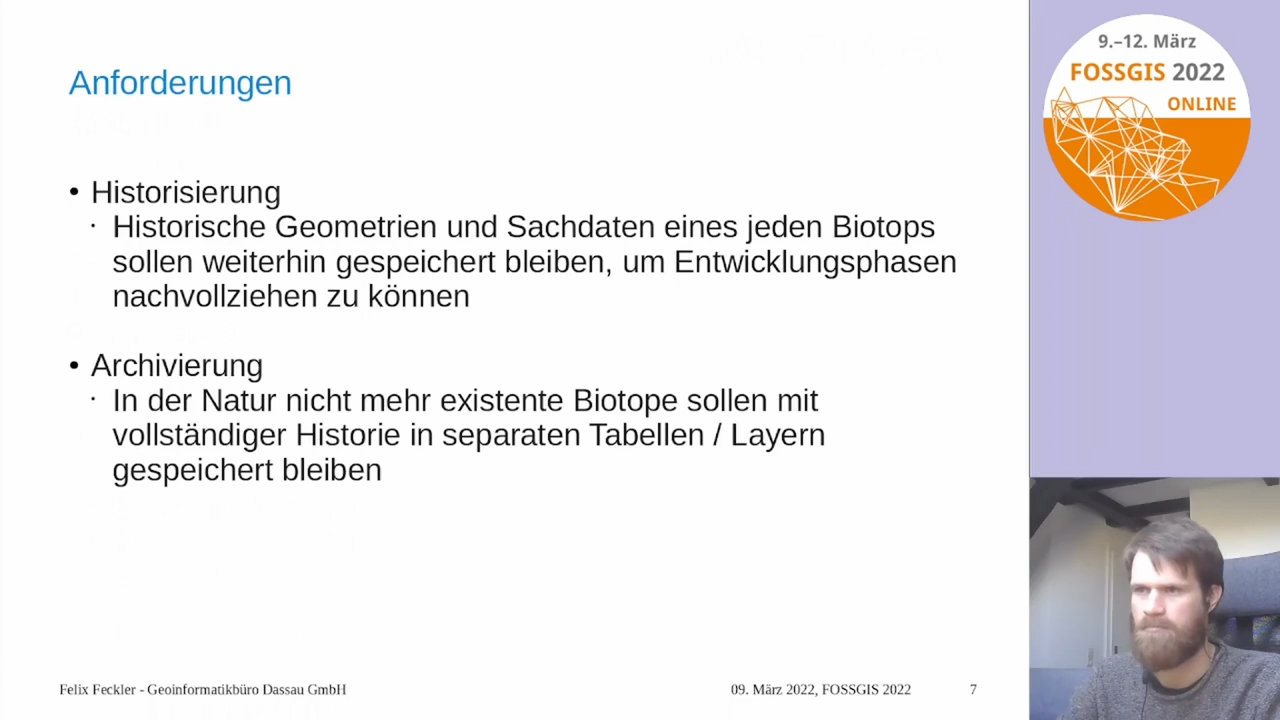 Anforderungen
• Historisierung
· Historische Geometrien und Sachdaten eines jeden Biotops
sollen weiterhin gespeichert bleiben, um Entwicklungsphasen
nachvollziehen zu können
• Archivierung
· In der Natur nicht mehr existente Biotope sollen mit
vollständiger Historie in separaten Tabellen / Layern
gespeichert bleiben
Felix Feckler - Geoinformatikbüro Dassau GmbH
09. März 2022, FOSSGIS 2022
7
9.–12. März
FOSSGIS 2022
ONLINE